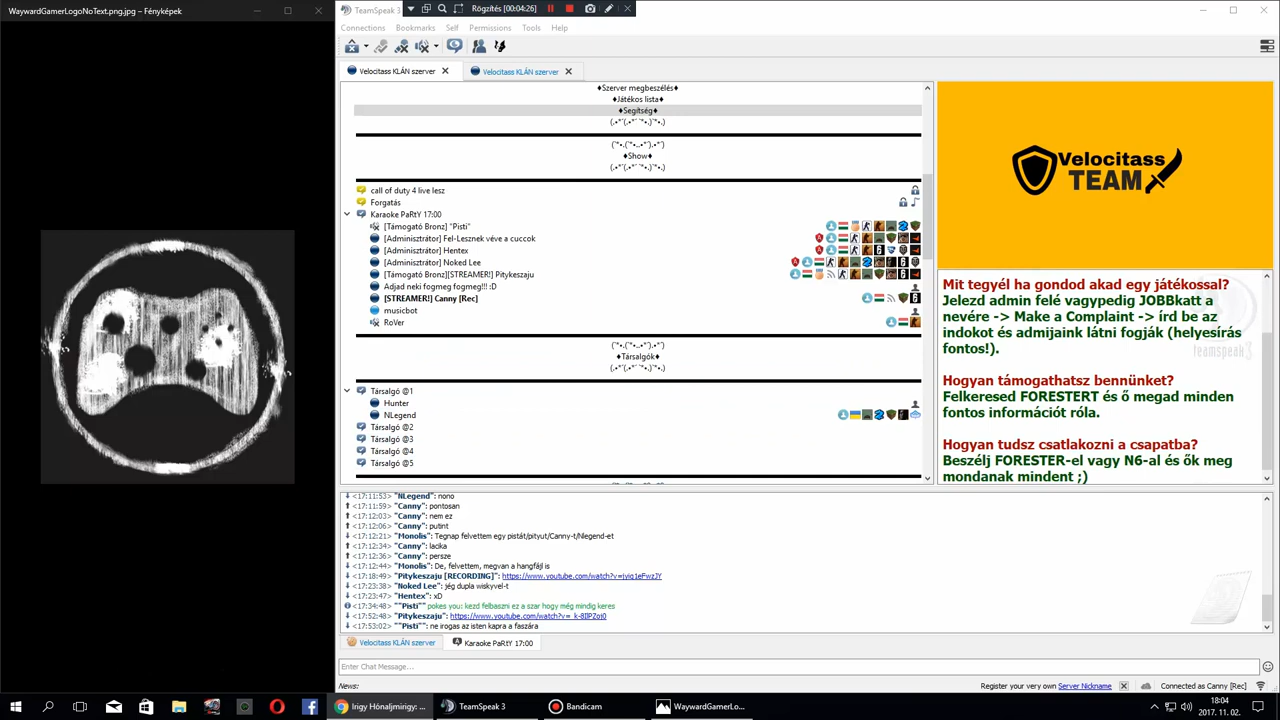 WaywardGamerLogoNoText.png.jpg – Fényképek
TeamSpeak 3
Rögzítés [00:04:26]
Connections Bookmarks Self Permissions Tools Help
Velocitass KLÁN szerver
Velocitass KLÁN szerver
♦Szerver megbeszélés♦
♦Játékos lista♦
♦Segítség♦
♦Show♦
call of duty 4 live lesz
Forgatás
Karaoke PaRtY 17:00
[Támogató Bronz] "Pisti"
[Adminisztrátor] Fel-Lesznek véve a cuccok
[Adminisztrátor] Hentex
[Adminisztrátor] Noked Lee
[Támogató Bronz][STREAMER!] Pitykeszaju
Adjad neki fogmeg fogmeg!!! :D
[STREAMER!] Canny [Rec]
musicbot
RoVer
♦Társalgók♦
Társalgó @1
Hunter
NLegend
Társalgó @2
Társalgó @3
Társalgó @4
Társalgó @5
Velocitass
TEAM
Mit tegyél ha gondod akad egy játékossal?
Jelezd admin felé vagypedig JOBBkatt a
nevére -> Make a Complaint -> írd be az
indokot és admijaink látni fogják (helyesírás
fontos!).
Hogyan támogathatsz bennünket?
Felkeresed FORESTERT és ő megad minden
fontos információt róla.
Hogyan tudsz csatlakozni a csapatba?
Beszélj FORESTER-el vagy N6-al és ők meg
mondanak mindent ;)
teamspeak3
<17:11:53> "NLegend": nono
<17:11:59> "Canny": pontosan
<17:12:03> "Canny": nem ez
<17:12:06> "Canny": putint
<17:12:21> "Monolis": Tegnap felvettem egy pistát/pityut/Canny-t/Nlegend-et
<17:12:34> "Canny": lacika
<17:12:36> "Canny": persze
<17:12:44> "Monolis": De, felvettem, megvan a hangfájl is
<17:18:49> "Pitykeszaju [RECORDING]":
<17:23:38> "Noked Lee": jég dupla wiskyvel-t
<17:23:47> "Hentex": xD
<17:34:48> ""Pisti"" pokes you: kezd felbaszni ez a szar hogy még mindig keres
<17:52:48> "Pitykeszaju":
<17:53:02> ""Pisti"": ne irogas az isten kapra a faszára
Velocitass KLÁN szerver
Karaoke PaRtY 17:00
Enter Chat Message...
News:
Register your very own Server Nickname
Connected as Canny [Rec]
Irigy Hónaljmirigy: ...
TeamSpeak 3
Bandicam
WaywardGamerLo...
18:04
2017. 11. 02.